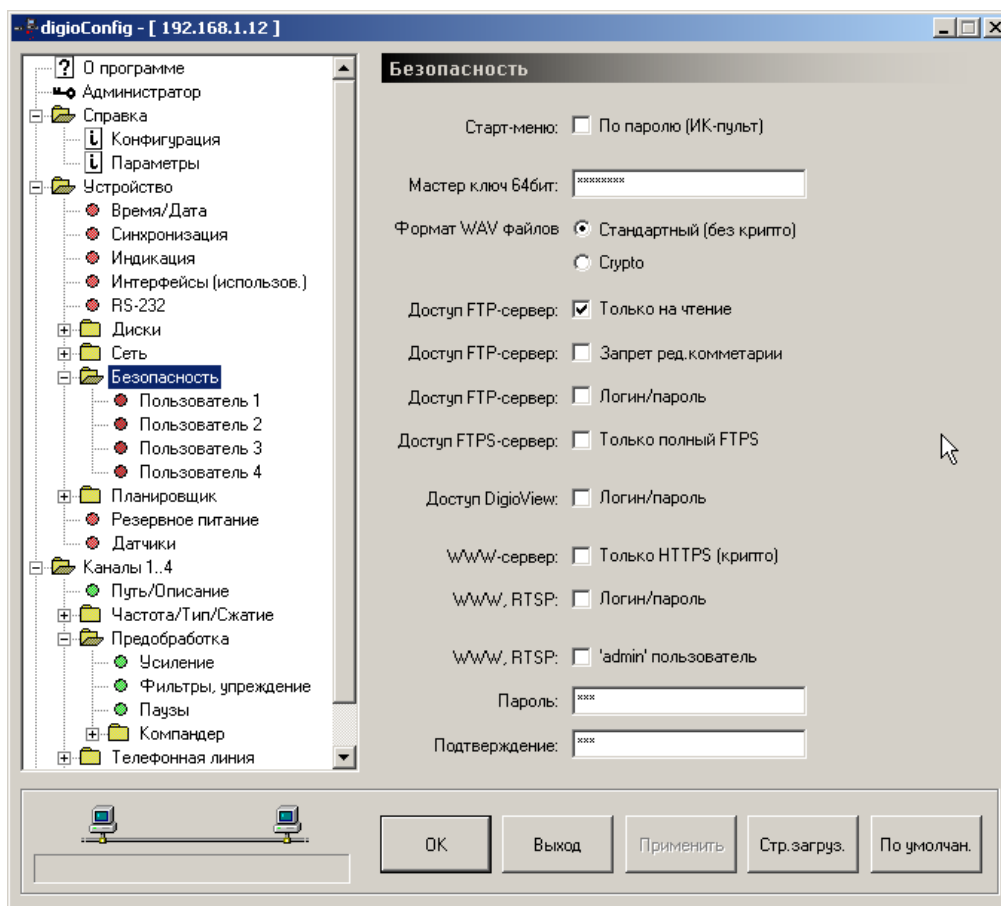 digioConfig - [ 192.168.1.12 ]
О программе
Администратор
Справка
Конфигурация
Параметры
Устройство
Время/Дата
Синхронизация
Индикация
Интерфейсы (использов.)
RS-232
Диски
Сеть
Безопасность
Пользователь 1
Пользователь 2
Пользователь 3
Пользователь 4
Планировщик
Резервное питание
Датчики
Каналы 1..4
Путь/Описание
Частота/Тип/Сжатие
Предобработка
Усиление
Фильтры, упреждение
Паузы
Компандер
Телефонная линия
Безопасность
Старт-меню: По паролю (ИК-пульт)
Мастер ключ 64бит: ********
Формат WAV файлов Стандартный (без крипто)
Crypto
Доступ FTP-сервер: Только на чтение
Доступ FTP-сервер: Запрет ред.комметарии
Доступ FTP-сервер: Логин/пароль
Доступ FTPS-сервер: Только полный FTPS
Доступ DigioView: Логин/пароль
WWW-сервер: Только HTTPS (крипто)
WWW, RTSP: Логин/пароль
WWW, RTSP: 'admin' пользователь
Пароль: ***
Подтверждение: ***
OK Выход Применить Стр.загруз. По умолчан.